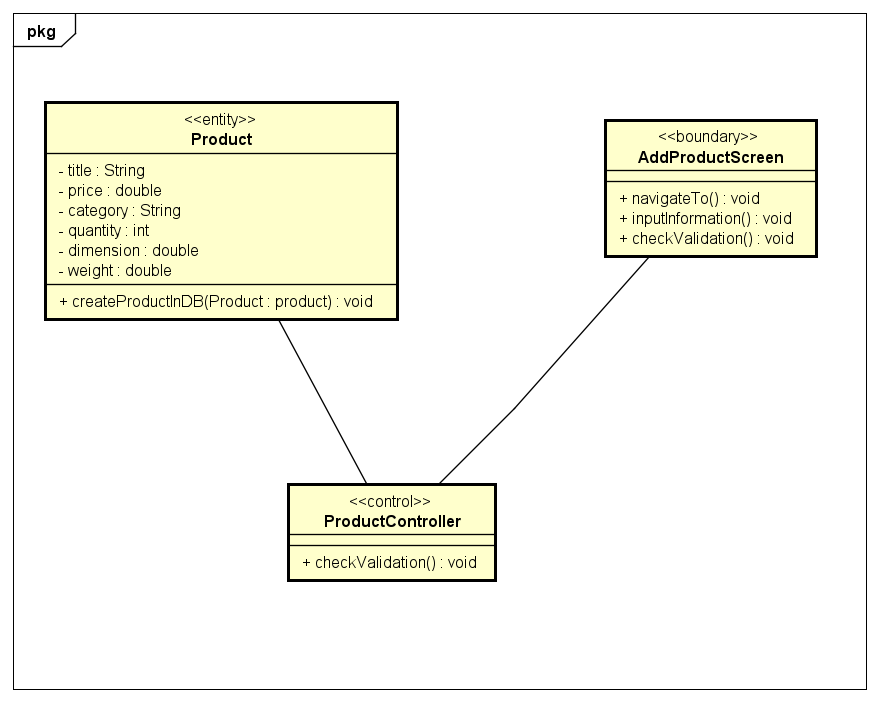 pkg
<<entity>>
Product
- title : String
- price : double
- category : String
- quantity : int
- dimension : double
- weight : double
+ createProductInDB(Product : product) : void
<<boundary>>
AddProductScreen
+ navigateTo() : void
+ inputInformation() : void
+ checkValidation() : void
<<control>>
ProductController
+ checkValidation() : void